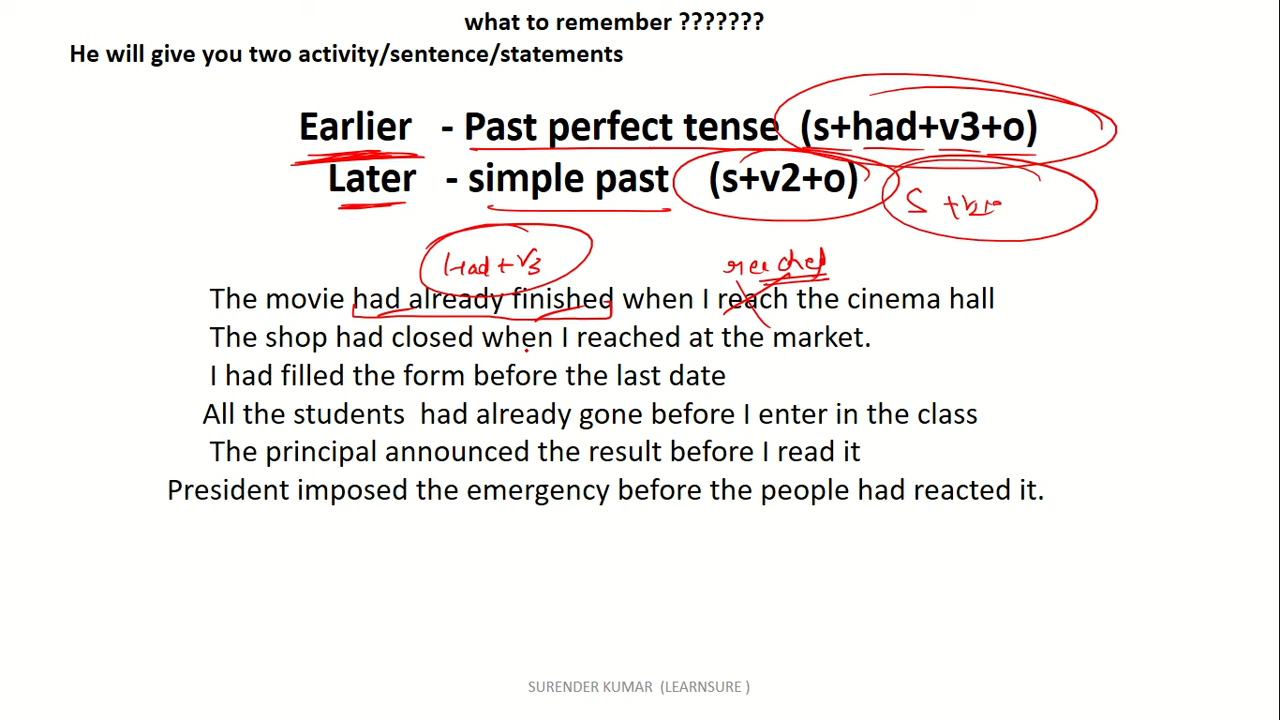 what to remember ???????
He will give you two activity/sentence/statements
Earlier - Past perfect tense (s+had+v3+o)
Later - simple past (s+v2+o)
S +
Had + V3
reached
The movie had already finished when I reach the cinema hall
The shop had closed when I reached at the market.
I had filled the form before the last date
All the students had already gone before I enter in the class
The principal announced the result before I read it
President imposed the emergency before the people had reacted it.
SURENDER KUMAR (LEARNSURE )